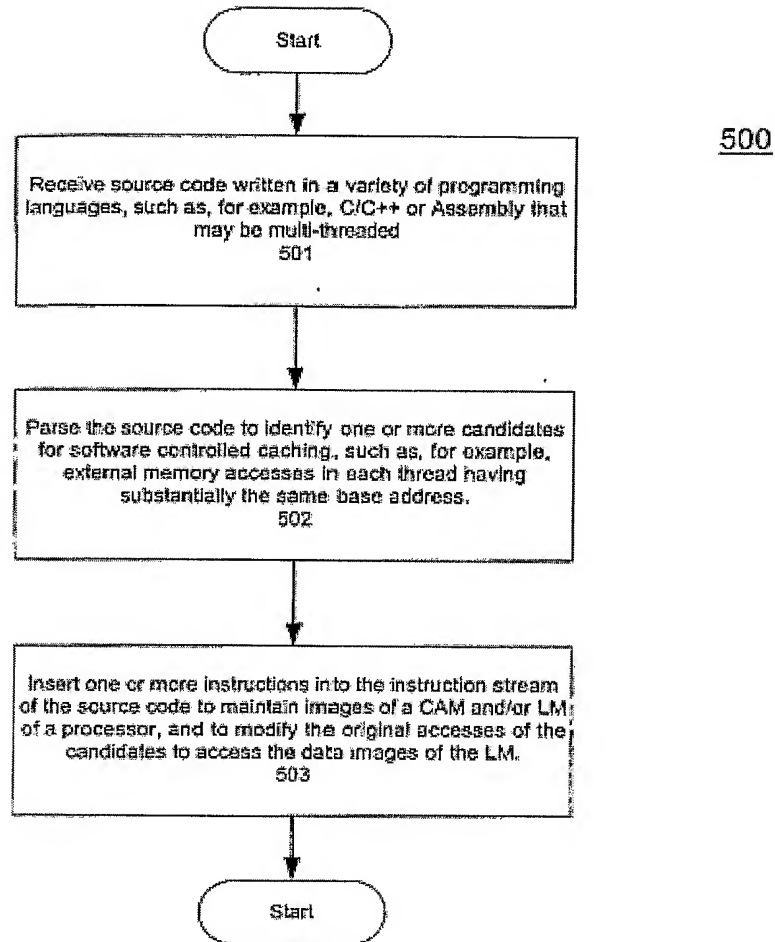 Start
500
Receive source code written in a variety of programming
languages, such as, for example, C/C++ or Assembly that
may be multi-threaded
501
Parse the source code to identify one or more candidates
for software controlled caching, such as, for example,
external memory accesses in each thread having
substantially the same base address.
502
Insert one or more instructions into the instruction stream
of the source code to maintain images of a CAM and/or LM
of a processor, and to modify the original accesses of the
candidates to access the data images of the LM.
503
Start